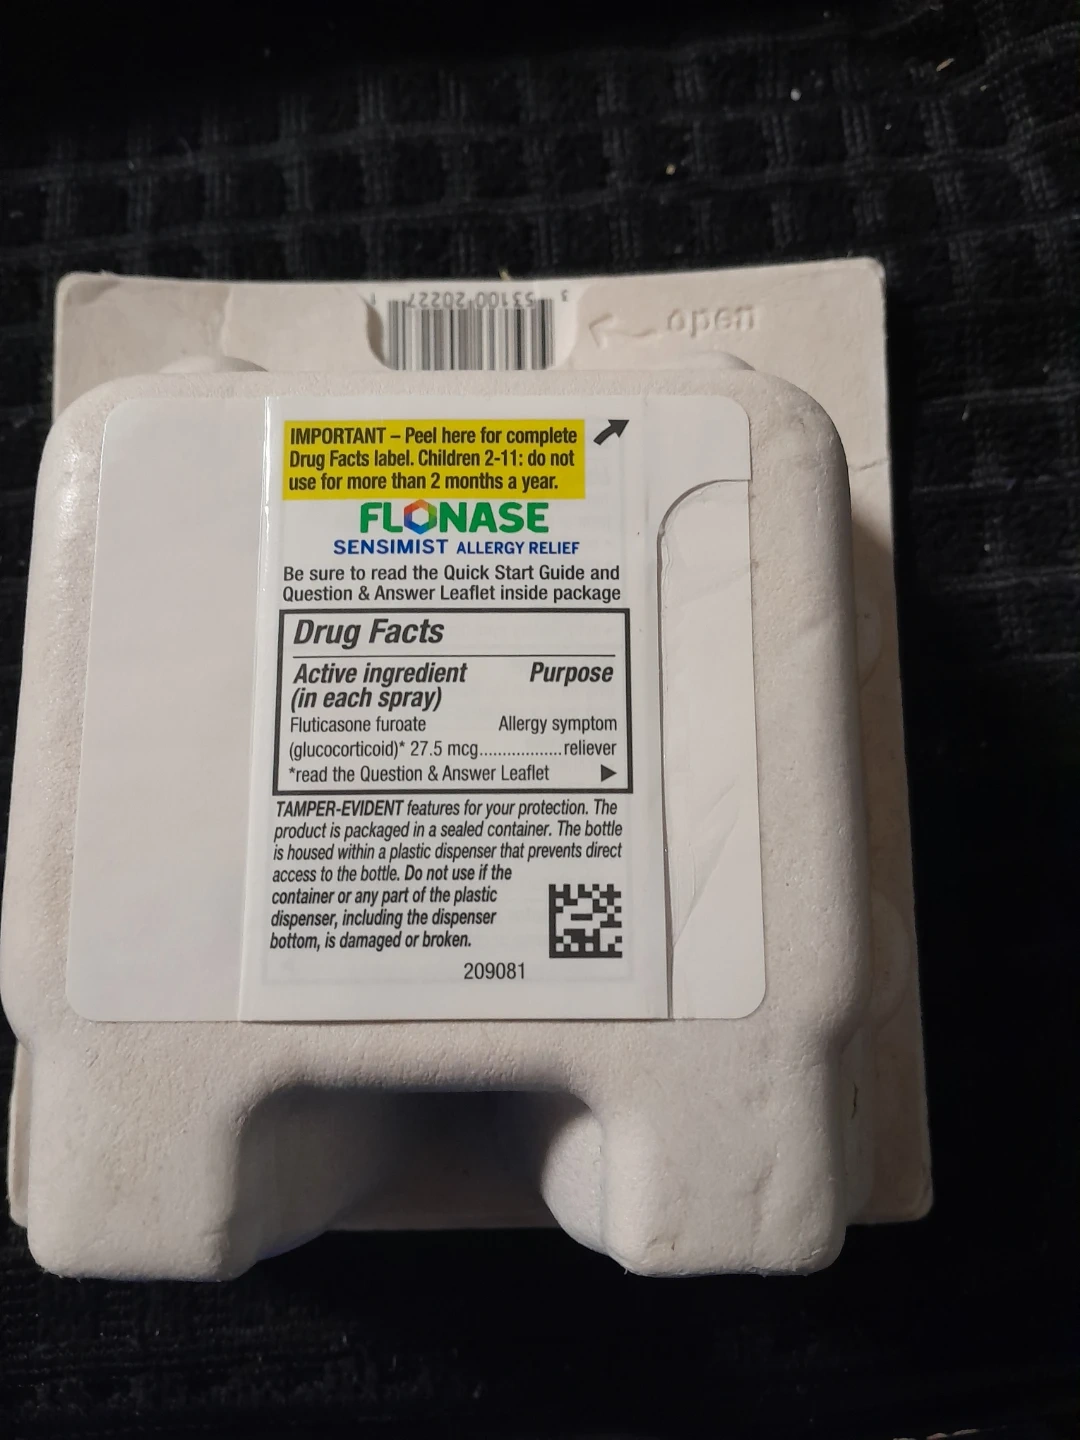 3 53100 20227 1
open
IMPORTANT – Peel here for complete
Drug Facts label. Children 2-11: do not
use for more than 2 months a year.
FLONASE
SENSIMIST ALLERGY RELIEF
Be sure to read the Quick Start Guide and
Question & Answer Leaflet inside package
Drug Facts
Active ingredient Purpose
(in each spray)
Fluticasone furoate Allergy symptom
(glucocorticoid)* 27.5 mcg..................reliever
*read the Question & Answer Leaflet
TAMPER-EVIDENT features for your protection. The
product is packaged in a sealed container. The bottle
is housed within a plastic dispenser that prevents direct
access to the bottle. Do not use if the
container or any part of the plastic
dispenser, including the dispenser
bottom, is damaged or broken.
209081